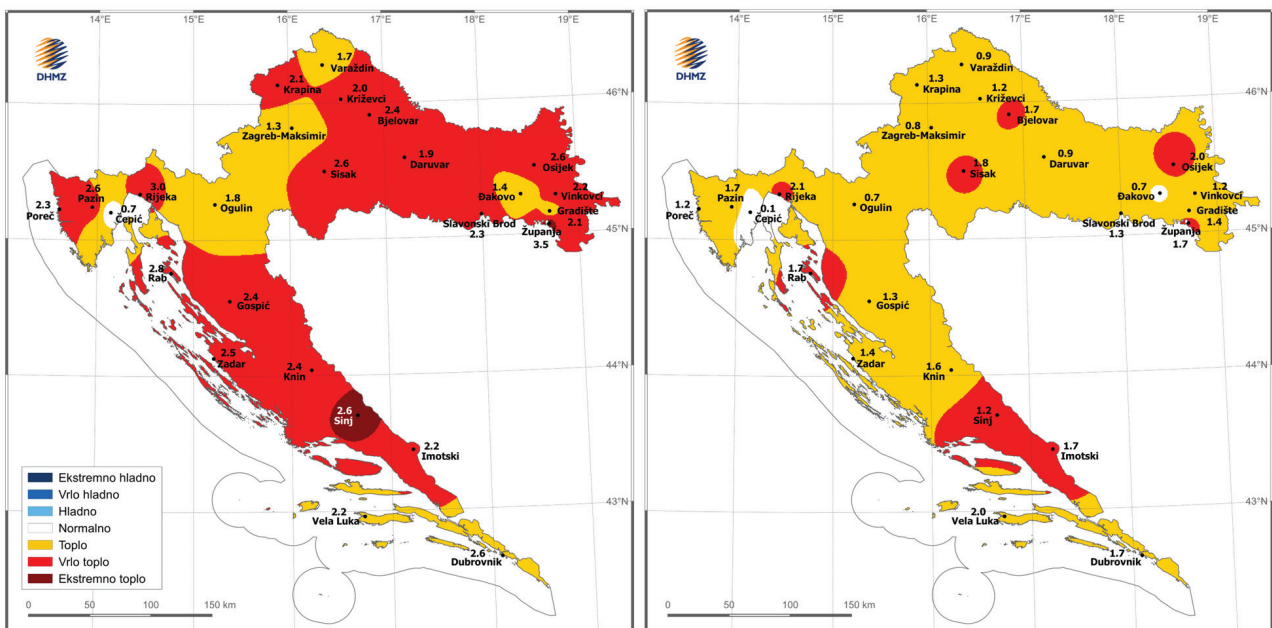 14°E 15°E 16°E 17°E 18°E 19°E
DHMZ
1.7
Varaždin
2.1
Krapina
2.0
Križevci
46°N
2.4
Bjelovar
1.3
Zagreb-Maksimir
1.9
Daruvar
2.6
Sisak
2.6
Osijek
2.6
Pazin
3.0
Rijeka
1.8
Ogulin
1.4
Đakovo
2.2
Vinkovci
2.3
Poreč
0.7
Čepić
Gradište
2.1
Slavonski Brod
2.3
Županja
3.5
45°N
2.8
Rab
2.4
Gospić
2.5
Zadar
2.4
Knin
44°N
2.6
Sinj
2.2
Imotski
43°N
2.2
Vela Luka
2.6
Dubrovnik
Ekstremno hladno
Vrlo hladno
Hladno
Normalno
Toplo
Vrlo toplo
Ekstremno toplo
0 50 100 150 km
14°E 15°E 16°E 17°E 18°E 19°E
DHMZ
0.9
Varaždin
1.3
Krapina
1.2
Križevci
46°N
1.7
Bjelovar
0.8
Zagreb-Maksimir
0.9
Daruvar
1.8
Sisak
2.0
Osijek
1.7
Pazin
2.1
Rijeka
0.7
Ogulin
0.7
Đakovo
1.2
Vinkovci
1.2
Poreč
0.1
Čepić
Gradište
1.4
Slavonski Brod
1.3
Županja
1.7
45°N
1.7
Rab
1.3
Gospić
1.4
Zadar
1.6
Knin
44°N
1.2
Sinj
1.7
Imotski
43°N
2.0
Vela Luka
1.7
Dubrovnik
0 50 100 150 km